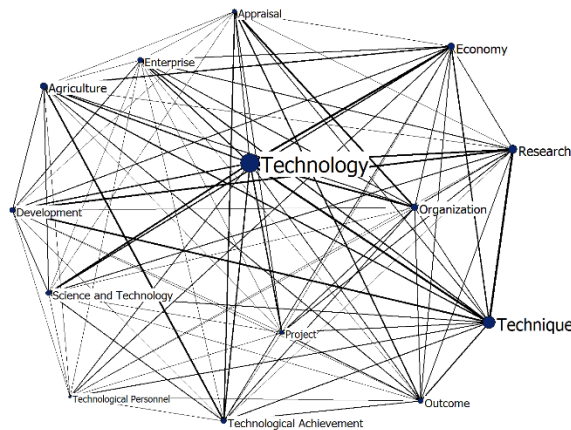 Appraisal
Economy
Enterprise
Agriculture
Research
Technology
Development
Organization
Science and Technology
Technique
Project
Technological Personnel
Outcome
Technological Achievement